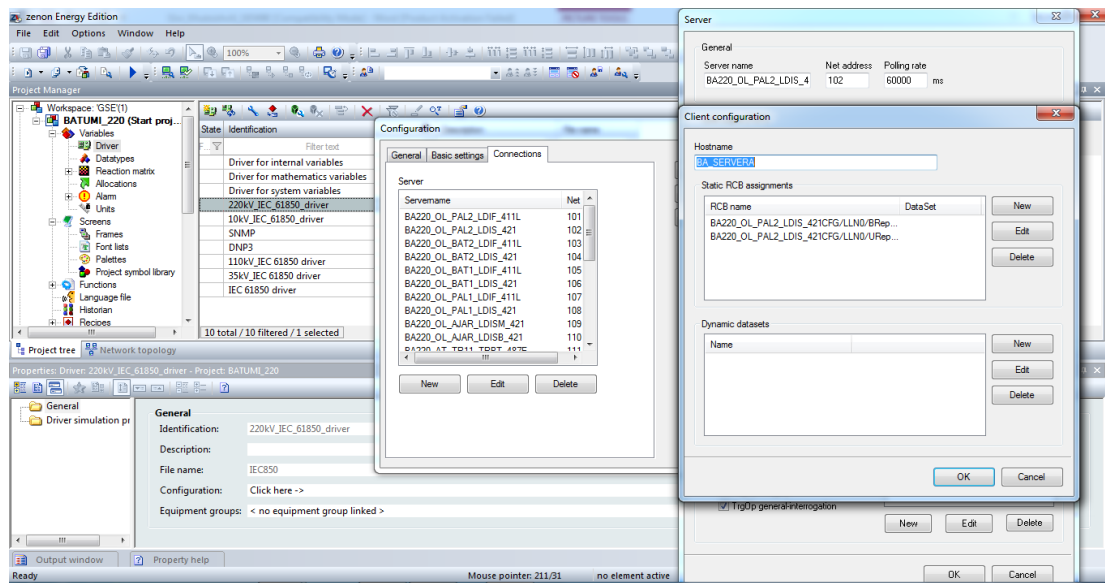 zenon Energy Edition
File Edit Options Window Help
100%
Project Manager
Workspace: 'GSE'(1)
BATUMI_220 (Start proj...
Variables
Driver
Datatypes
Reaction matrix
Allocations
Alarm
Units
Screens
Frames
Font lists
Palettes
Project symbol library
Functions
Language file
Historian
Recipes
Project tree Network topology
State Identification
F... Filter text
Driver for internal variables
Driver for mathematics variables
Driver for system variables
220kV_IEC_61850_driver
10kV_IEC_61850_driver
SNMP
DNP3
110kV_IEC 61850 driver
35kV_IEC 61850 driver
IEC 61850 driver
10 total / 10 filtered / 1 selected
Properties: Driver: 220kV_IEC_61850_driver - Project: BATUMI_220
General
Driver simulation pr
General
Identification: 220kV_IEC_61850_driver
Description:
File name: IEC850
Configuration: Click here ->
Equipment groups: < no equipment group linked >
Output window Property help
Ready
Mouse pointer: 211/31 no element active
Configuration
General Basic settings Connections
Server
Servername Net
BA220_OL_PAL2_LDIF_411L 101
BA220_OL_PAL2_LDIS_421 102
BA220_OL_BAT2_LDIF_411L 103
BA220_OL_BAT2_LDIS_421 104
BA220_OL_BAT1_LDIF_411L 105
BA220_OL_BAT1_LDIS_421 106
BA220_OL_PAL1_LDIF_411L 107
BA220_OL_PAL1_LDIS_421 108
BA220_OL_AJAR_LDISM_421 109
BA220_OL_AJAR_LDISB_421 110
BA220_AT_TR11_TRBT_487E 111
New Edit Delete
Server
General
Server name Net address Polling rate
BA220_OL_PAL2_LDIS_4 102 60000 ms
Client configuration
Hostname
BA_SERVERA
Static RCB assignments
RCB name DataSet
BA220_OL_PAL2_LDIS_421CFG/LLN0/BRep...
BA220_OL_PAL2_LDIS_421CFG/LLN0/URep...
New
Edit
Delete
Dynamic datasets
Name
New
Edit
Delete
OK Cancel
TrgOp general-interrogation
New Edit Delete
OK Cancel